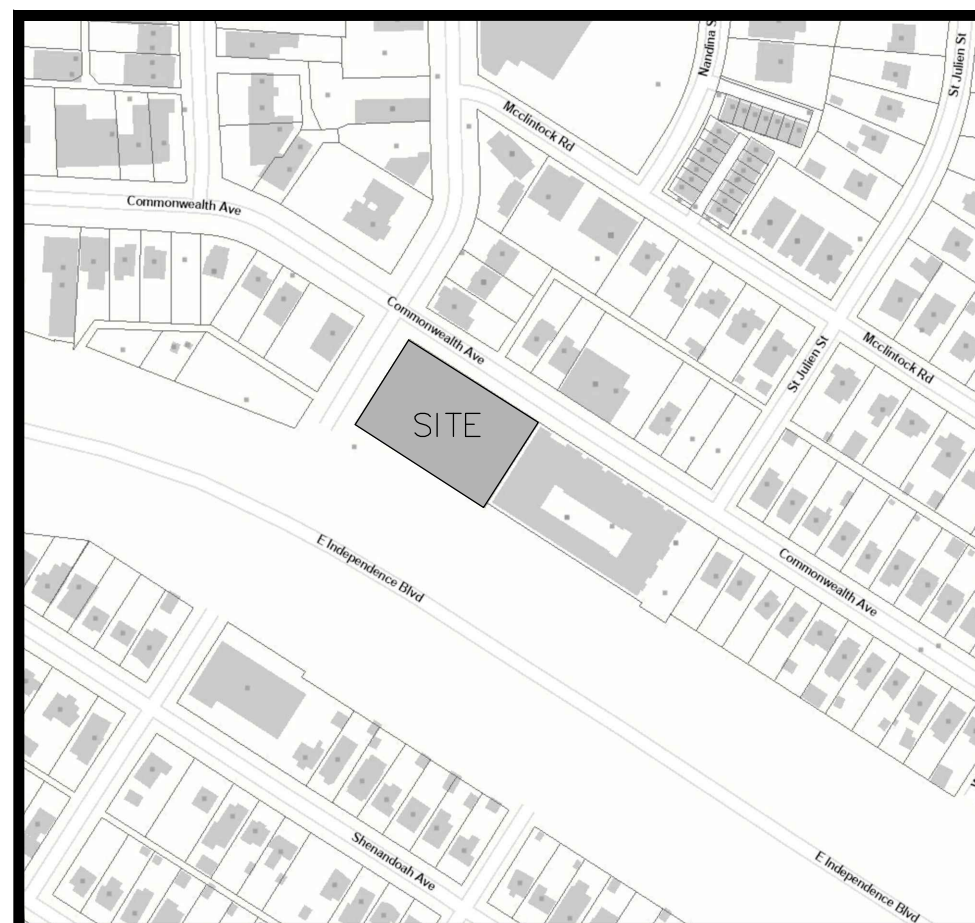 Nandina S
St Julien St
Mcclintock Rd
Commonwealth Ave
Commonwealth Ave
Mcclintock Rd
St Julien St
SITE
E Independence Blvd
Commonwealth Ave
Shenandoah Ave
E Independence Blvd